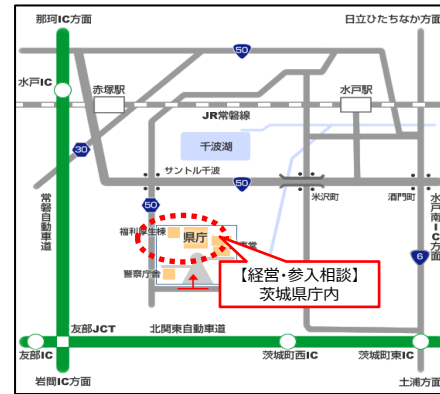 那珂IC方面
日立ひたちなか方面
50
水戸IC
赤塚駅
水戸駅
JR常磐線
千波湖
30
サントル千波
50
50
米沢町
酒門町
常磐自動車道
水戸南IC方面
福利厚生棟
県庁
警察庁舎
6
【経営・参入相談】
茨城県庁内
友部JCT
北関東自動車道
友部IC
茨城町西IC
茨城町東IC
岩間IC方面
土浦方面